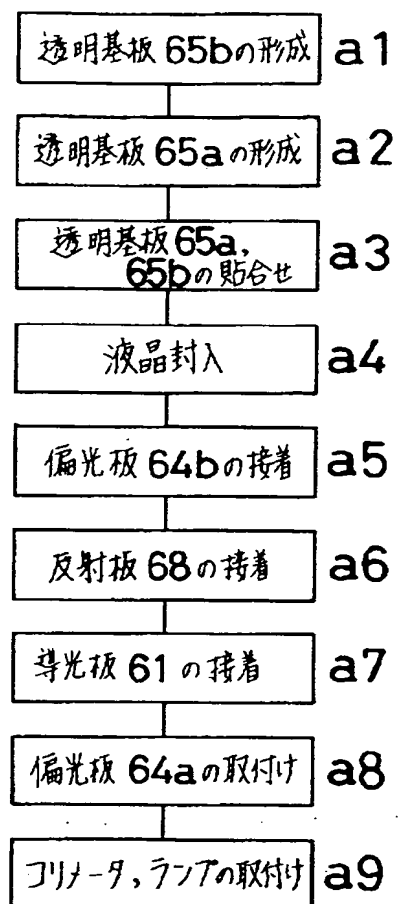 透明基板 65bの形成 a1
透明基板 65aの形成 a2
透明基板 65a, a3
65bの貼合せ
液晶封入 a4
偏光板 64bの接着 a5
反射板 68の接着 a6
導光板 61の接着 a7
偏光板 64aの取付け a8
コリメータ,ランプの取付け a9